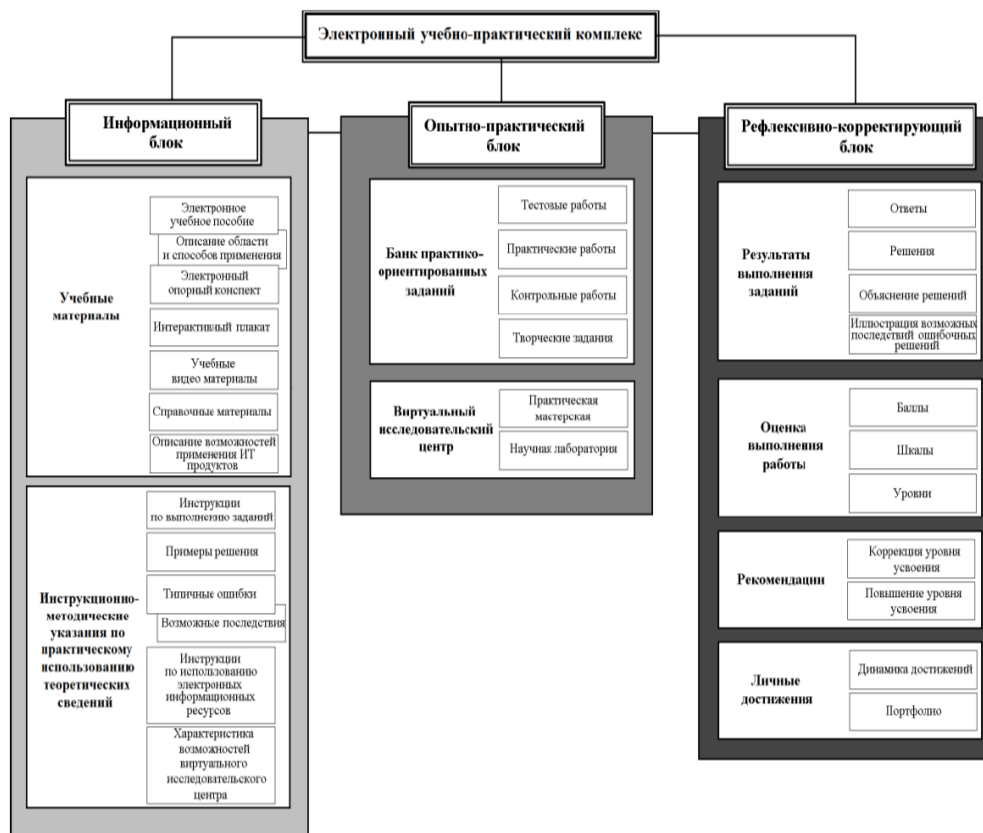 Электронный учебно-практический комплекс
Информационный
блок
Учебные
материалы
Электронное
учебное пособие
Описание области
и способов применения
Электронный
опорный конспект
Интерактивный плакат
Учебные
видео материалы
Справочные материалы
Описание возможностей
применения ИТ
продуктов
Инструкционно-
методические
указания по
практическому
использованию
теоретических
сведений
Инструкции
по выполнению заданий
Примеры решения
Типичные ошибки
Возможные последствия
Инструкции
по использованию
электронных
информационных
ресурсов
Характеристика
возможностей
виртуального
исследовательского
центра
Опытно-практический
блок
Банк практико-
ориентированных
заданий
Тестовые работы
Практические работы
Контрольные работы
Творческие задания
Виртуальный
исследовательский
центр
Практическая
мастерская
Научная лаборатория
Рефлексивно-корректирующий
блок
Результаты
выполнения
заданий
Ответы
Решения
Объяснение решений
Иллюстрация возможных
последствий ошибочных
решений
Оценка
выполнения
работы
Баллы
Шкалы
Уровни
Рекомендации
Коррекция уровня
усвоения
Повышение уровня
усвоения
Личные
достижения
Динамика достижений
Портфолио